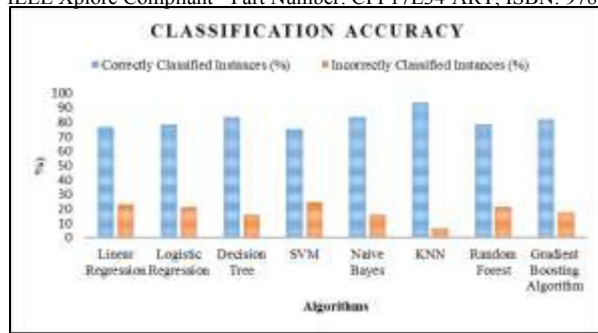 IEEE Xplore Compliant - Part Number: CFP17L34-ART, ISBN: 978
CLASSIFICATION ACCURACY
Correctly Classified Instances (%) Incorrectly Classified Instances (%)
100
90
80
70
60
50
40
30
20
10
0
%)
Linear Regression Logistic Regression Decision Tree SVM Naive Bayes KNN Random Forest Gradient Boosting Algorithm
Algorithms